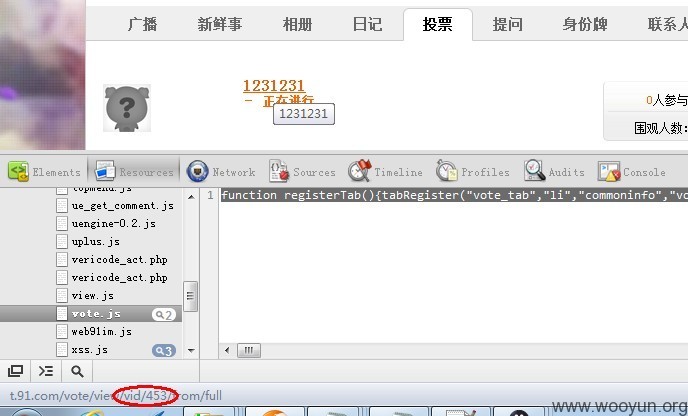 广播 新鲜事 相册 日记 投票 提问 身份牌 联系人
1231231
- 正在进行
1231231
0人参与
围观人数:
Elements Resources Network Sources Timeline Profiles Audits Console
topmenu.js
ue_get_comment.js
uengine-0.2.js
uplus.js
vericode_act.php
vericode_act.php
view.js
vote.js 2
web91im.js
xss.js 3
1 function registerTab(){tabRegister("vote_tab","li","commoninfo","vo
t.91.com/vote/view/vid/453/from/full
www.wooyun.org